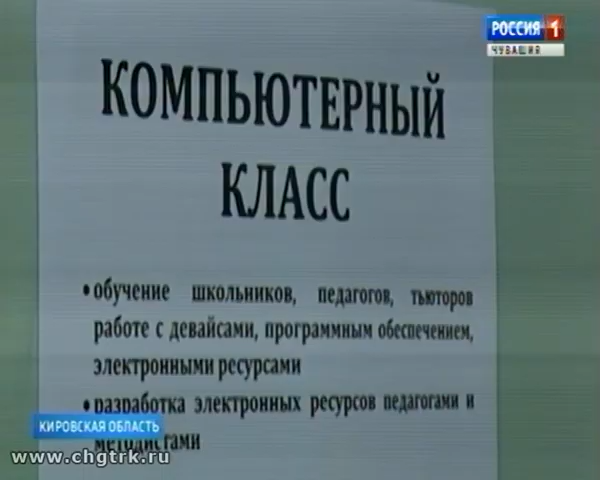 РОССИЯ 1
ЧУВАШИЯ
КОМПЬЮТЕРНЫЙ
КЛАСС
•обучение школьников, педагогов, тьюторов
работе с девайсами, программным обеспечением,
электронными ресурсами
•разработка электронных ресурсов педагогами и
методистами
КИРОВСКАЯ ОБЛАСТЬ
www.chgtrk.ru